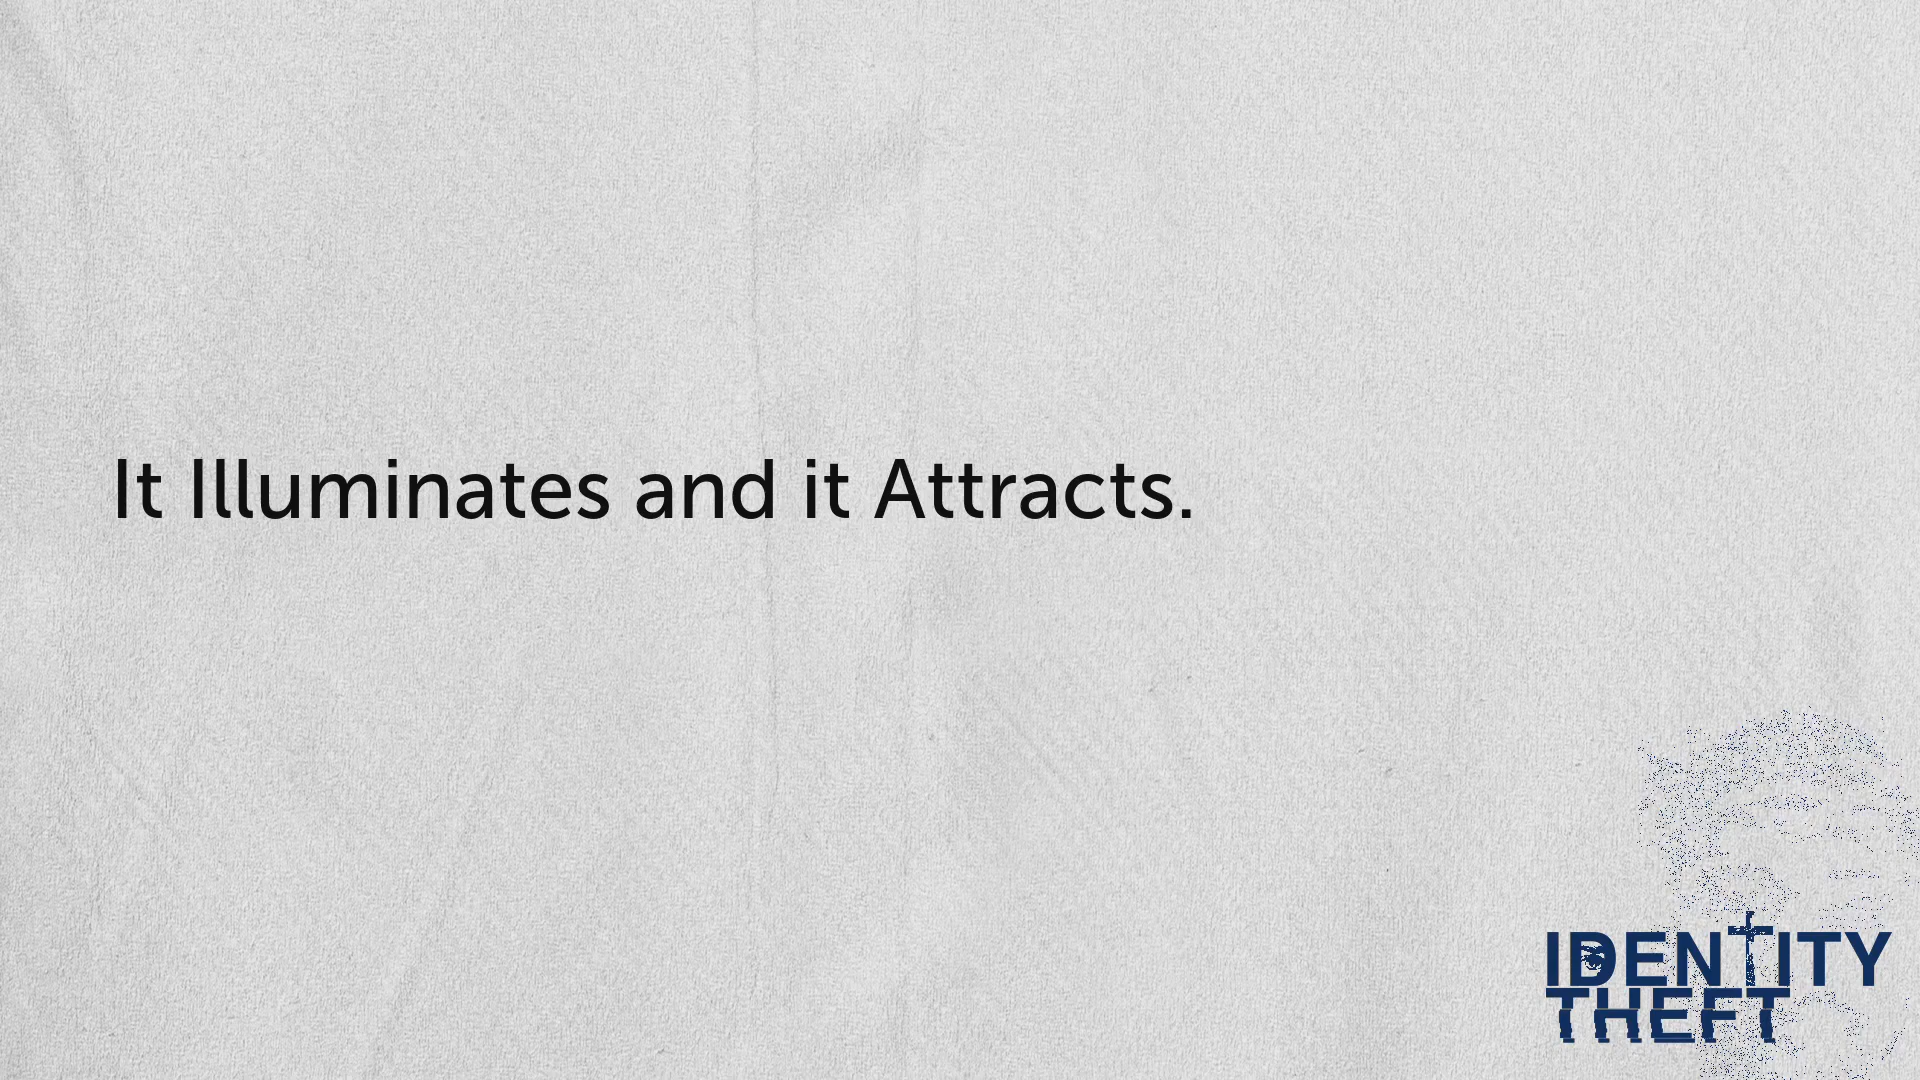 It Illuminates and it Attracts.
IDENTITY
THEFT